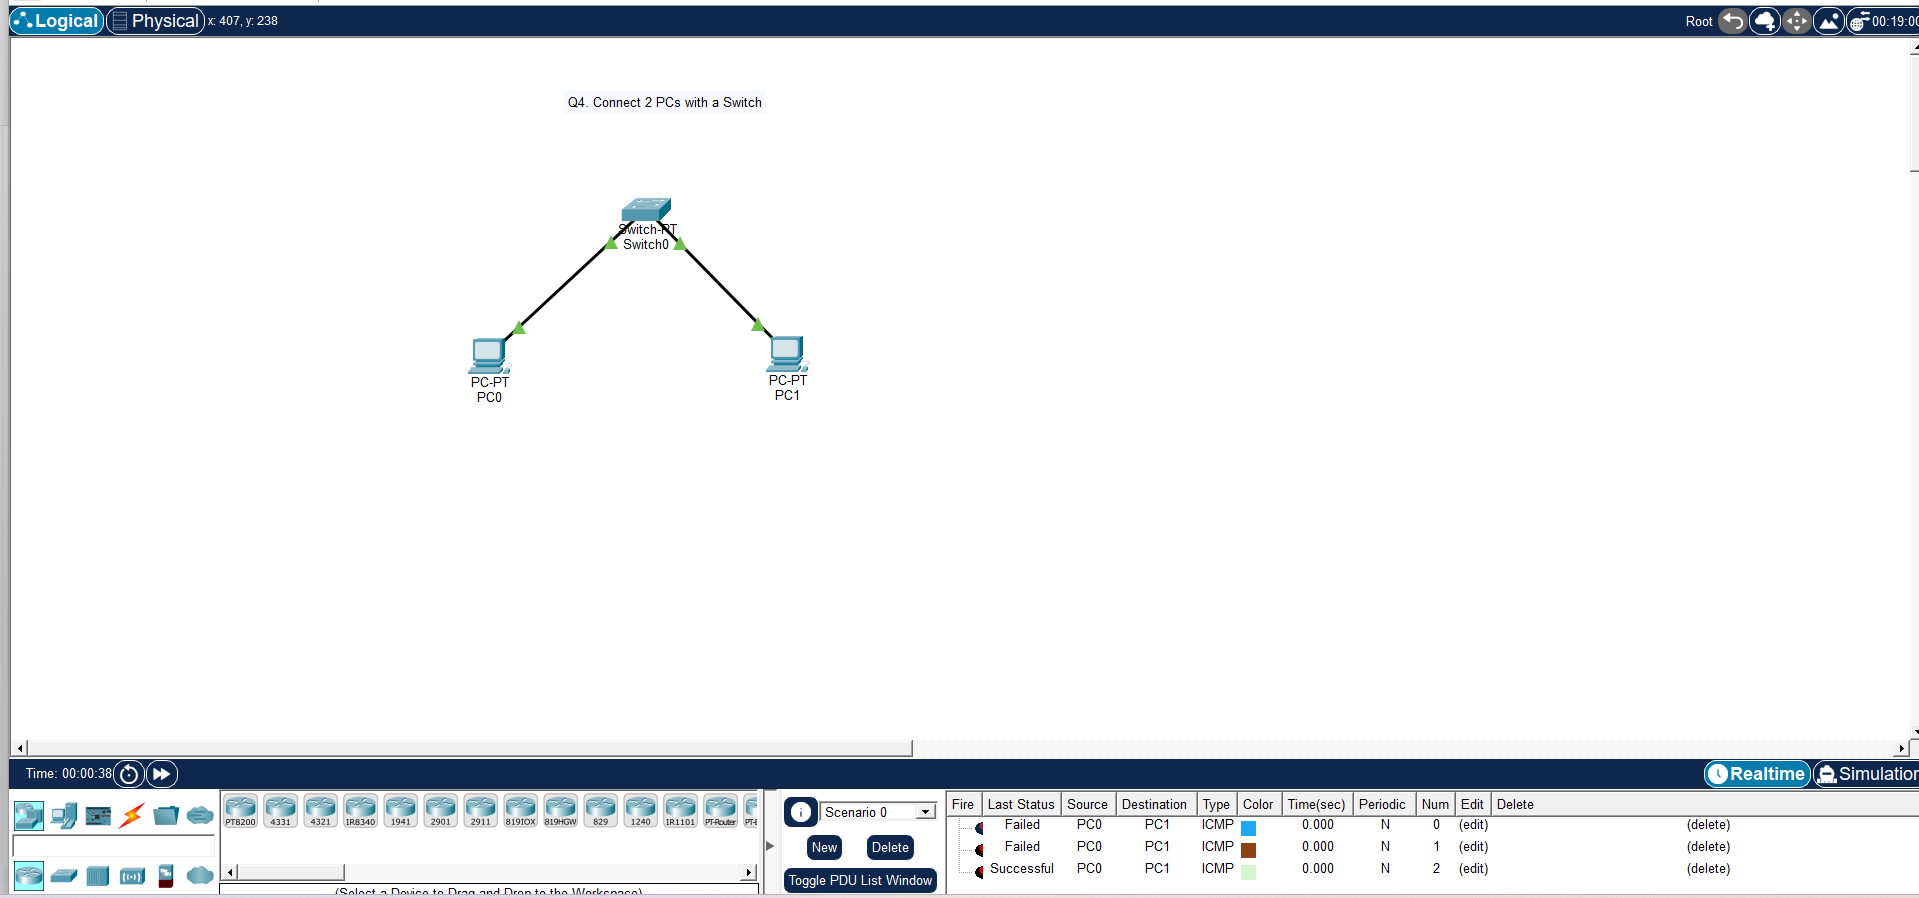 Logical Physical x: 407, y: 238 Root 00:19:00
Q4. Connect 2 PCs with a Switch
Switch-PT
Switch0
PC-PT
PC0
PC-PT
PC1
Time: 00:00:38 Realtime Simulation
PT8200 4331 4321 IR8340 1941 2901 2911 819IOX 819HGW 829 1240 IR1101 PT-Router
(Select a Device to Drag and Drop to the Workspace)
Scenario 0
New Delete
Toggle PDU List Window
Fire Last Status Source Destination Type Color Time(sec) Periodic Num Edit Delete
Failed PC0 PC1 ICMP 0.000 N 0 (edit) (delete)
Failed PC0 PC1 ICMP 0.000 N 1 (edit) (delete)
Successful PC0 PC1 ICMP 0.000 N 2 (edit) (delete)